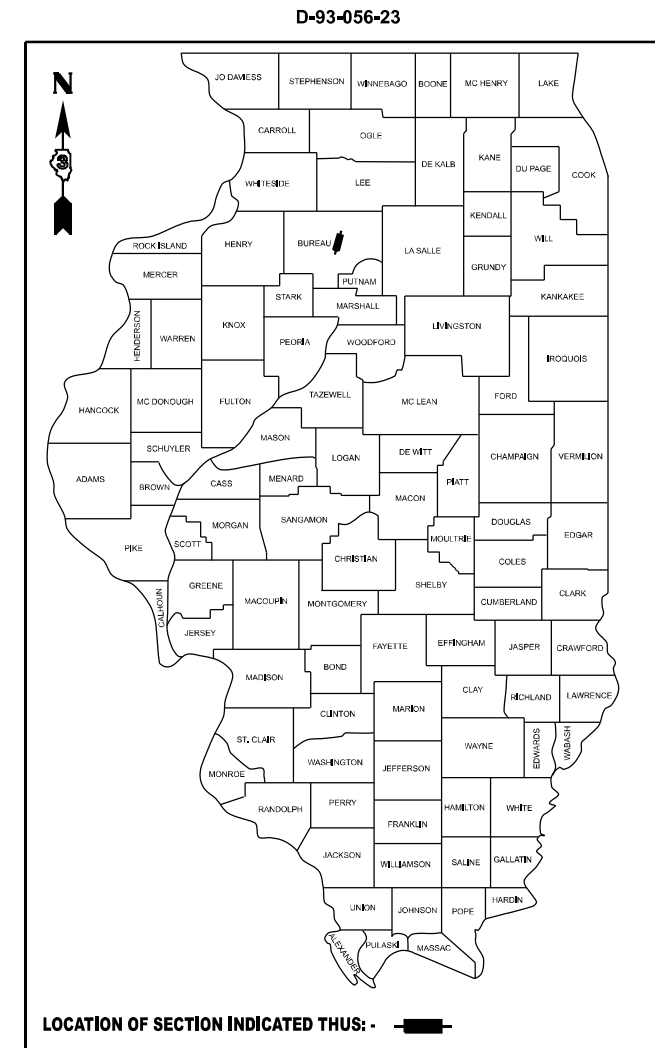 D-93-056-23
N
3
JO DAVIESS STEPHENSON WINNEBAGO BOONE MC HENRY LAKE
CARROLL OGLE
DE KALB KANE DU PAGE COOK
WHITESIDE LEE
KENDALL
ROCK ISLAND HENRY BUREAU LA SALLE WILL
GRUNDY
MERCER PUTNAM
STARK MARSHALL KANKAKEE
HENDERSON WARREN KNOX PEORIA WOODFORD LIVINGSTON
IROQUOIS
TAZEWELL FORD
HANCOCK MC DONOUGH FULTON MC LEAN
MASON
SCHUYLER LOGAN DE WITT CHAMPAIGN VERMILION
ADAMS BROWN CASS MENARD PIATT
MACON
MORGAN SANGAMON DOUGLAS
PIKE SCOTT CHRISTIAN MOULTRIE COLES EDGAR
GREENE SHELBY
CALHOUN MACOUPIN MONTGOMERY CUMBERLAND CLARK
JERSEY
FAYETTE EFFINGHAM JASPER CRAWFORD
MADISON BOND
CLAY RICHLAND LAWRENCE
CLINTON MARION
ST. CLAIR WAYNE EDWARDS WABASH
MONROE WASHINGTON JEFFERSON
RANDOLPH PERRY HAMILTON WHITE
FRANKLIN
JACKSON WILLIAMSON SALINE GALLATIN
UNION JOHNSON POPE HARDIN
ALEXANDER PULASKI MASSAC
LOCATION OF SECTION INDICATED THUS: -